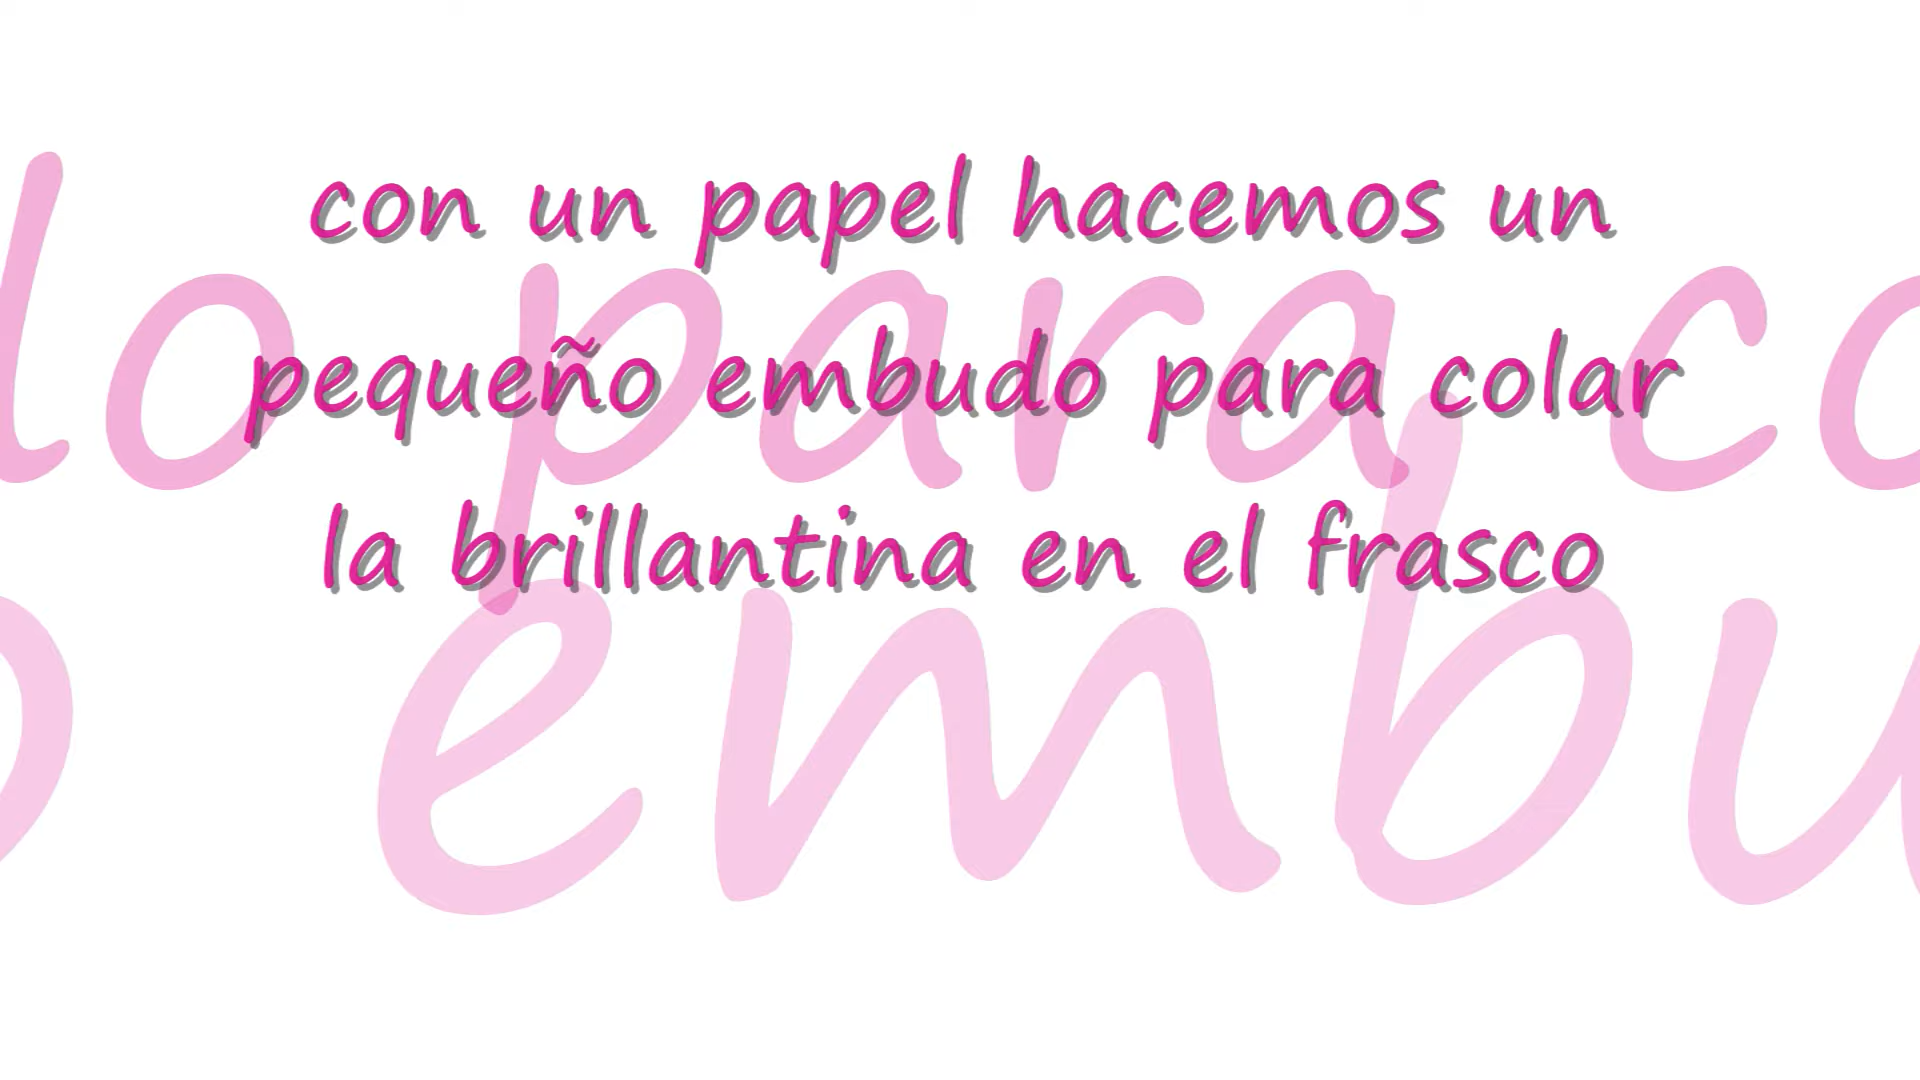 con un papel hacemos un
pequeño embudo para colar
la brillantina en el frasco